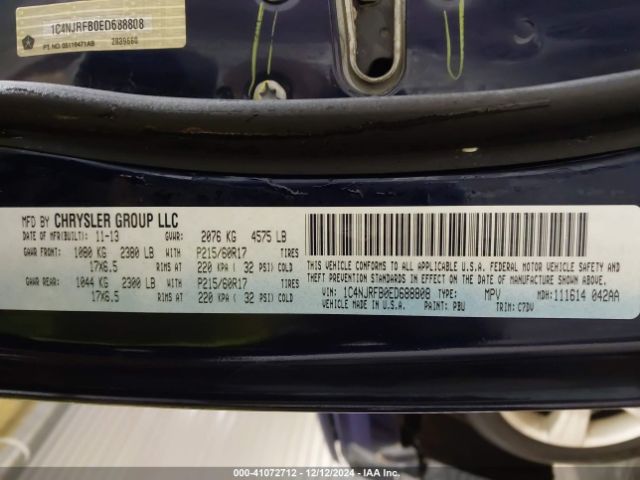 1C4NJRFB0ED688808
PT. NO. 05116471AB 2839560
MFD BY CHRYSLER GROUP LLC
DATE OF MFR(BUILT): 11-13 GVWR: 2076 KG 4575 LB
GAWR FRONT: 1080 KG 2380 LB WITH P215/60R17
17X6.5 RIMS AT 220 KPA ( 32 PSI) COLD
GAWR REAR: 1044 KG 2300 LB WITH P215/60R17
17X6.5 RIMS AT 220 KPA ( 32 PSI) COLD
THIS VEHICLE CONFORMS TO ALL APPLICABLE U.S.A. FEDERAL MOTOR VEHICLE SAFETY AND
THEFT PREVENTION STANDARDS IN EFFECT ON THE DATE OF MANUFACTURE SHOWN ABOVE.
VIN: 1C4NJRFB0ED688808 TYPE: MPV MDH: 111614 042AA
VEHICLE MADE IN U.S.A. PAINT: PBU TRIM: C7DV
000-41072712 - 12/12/2024 - IAA Inc.